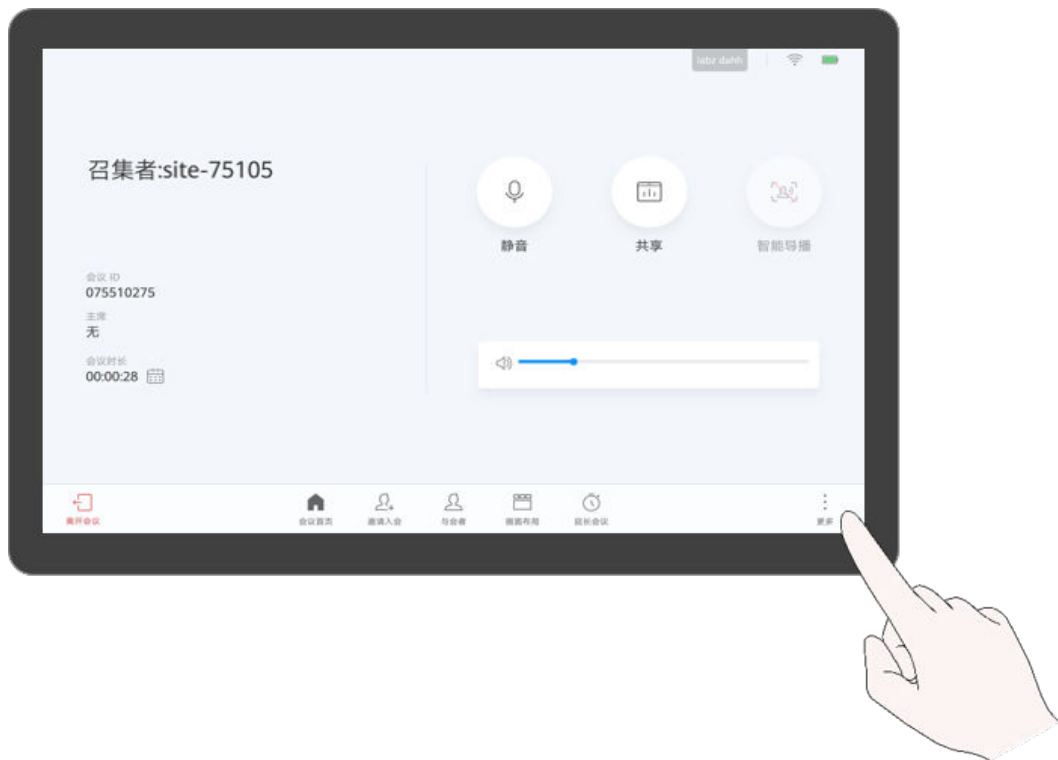 召集者:site-75105
静音
共享
智能导播
会议 ID
075510275
主席
无
会议时长
00:00:28
离开会议
会议首页
邀请入会
与会者
画面布局
延长会议
更多